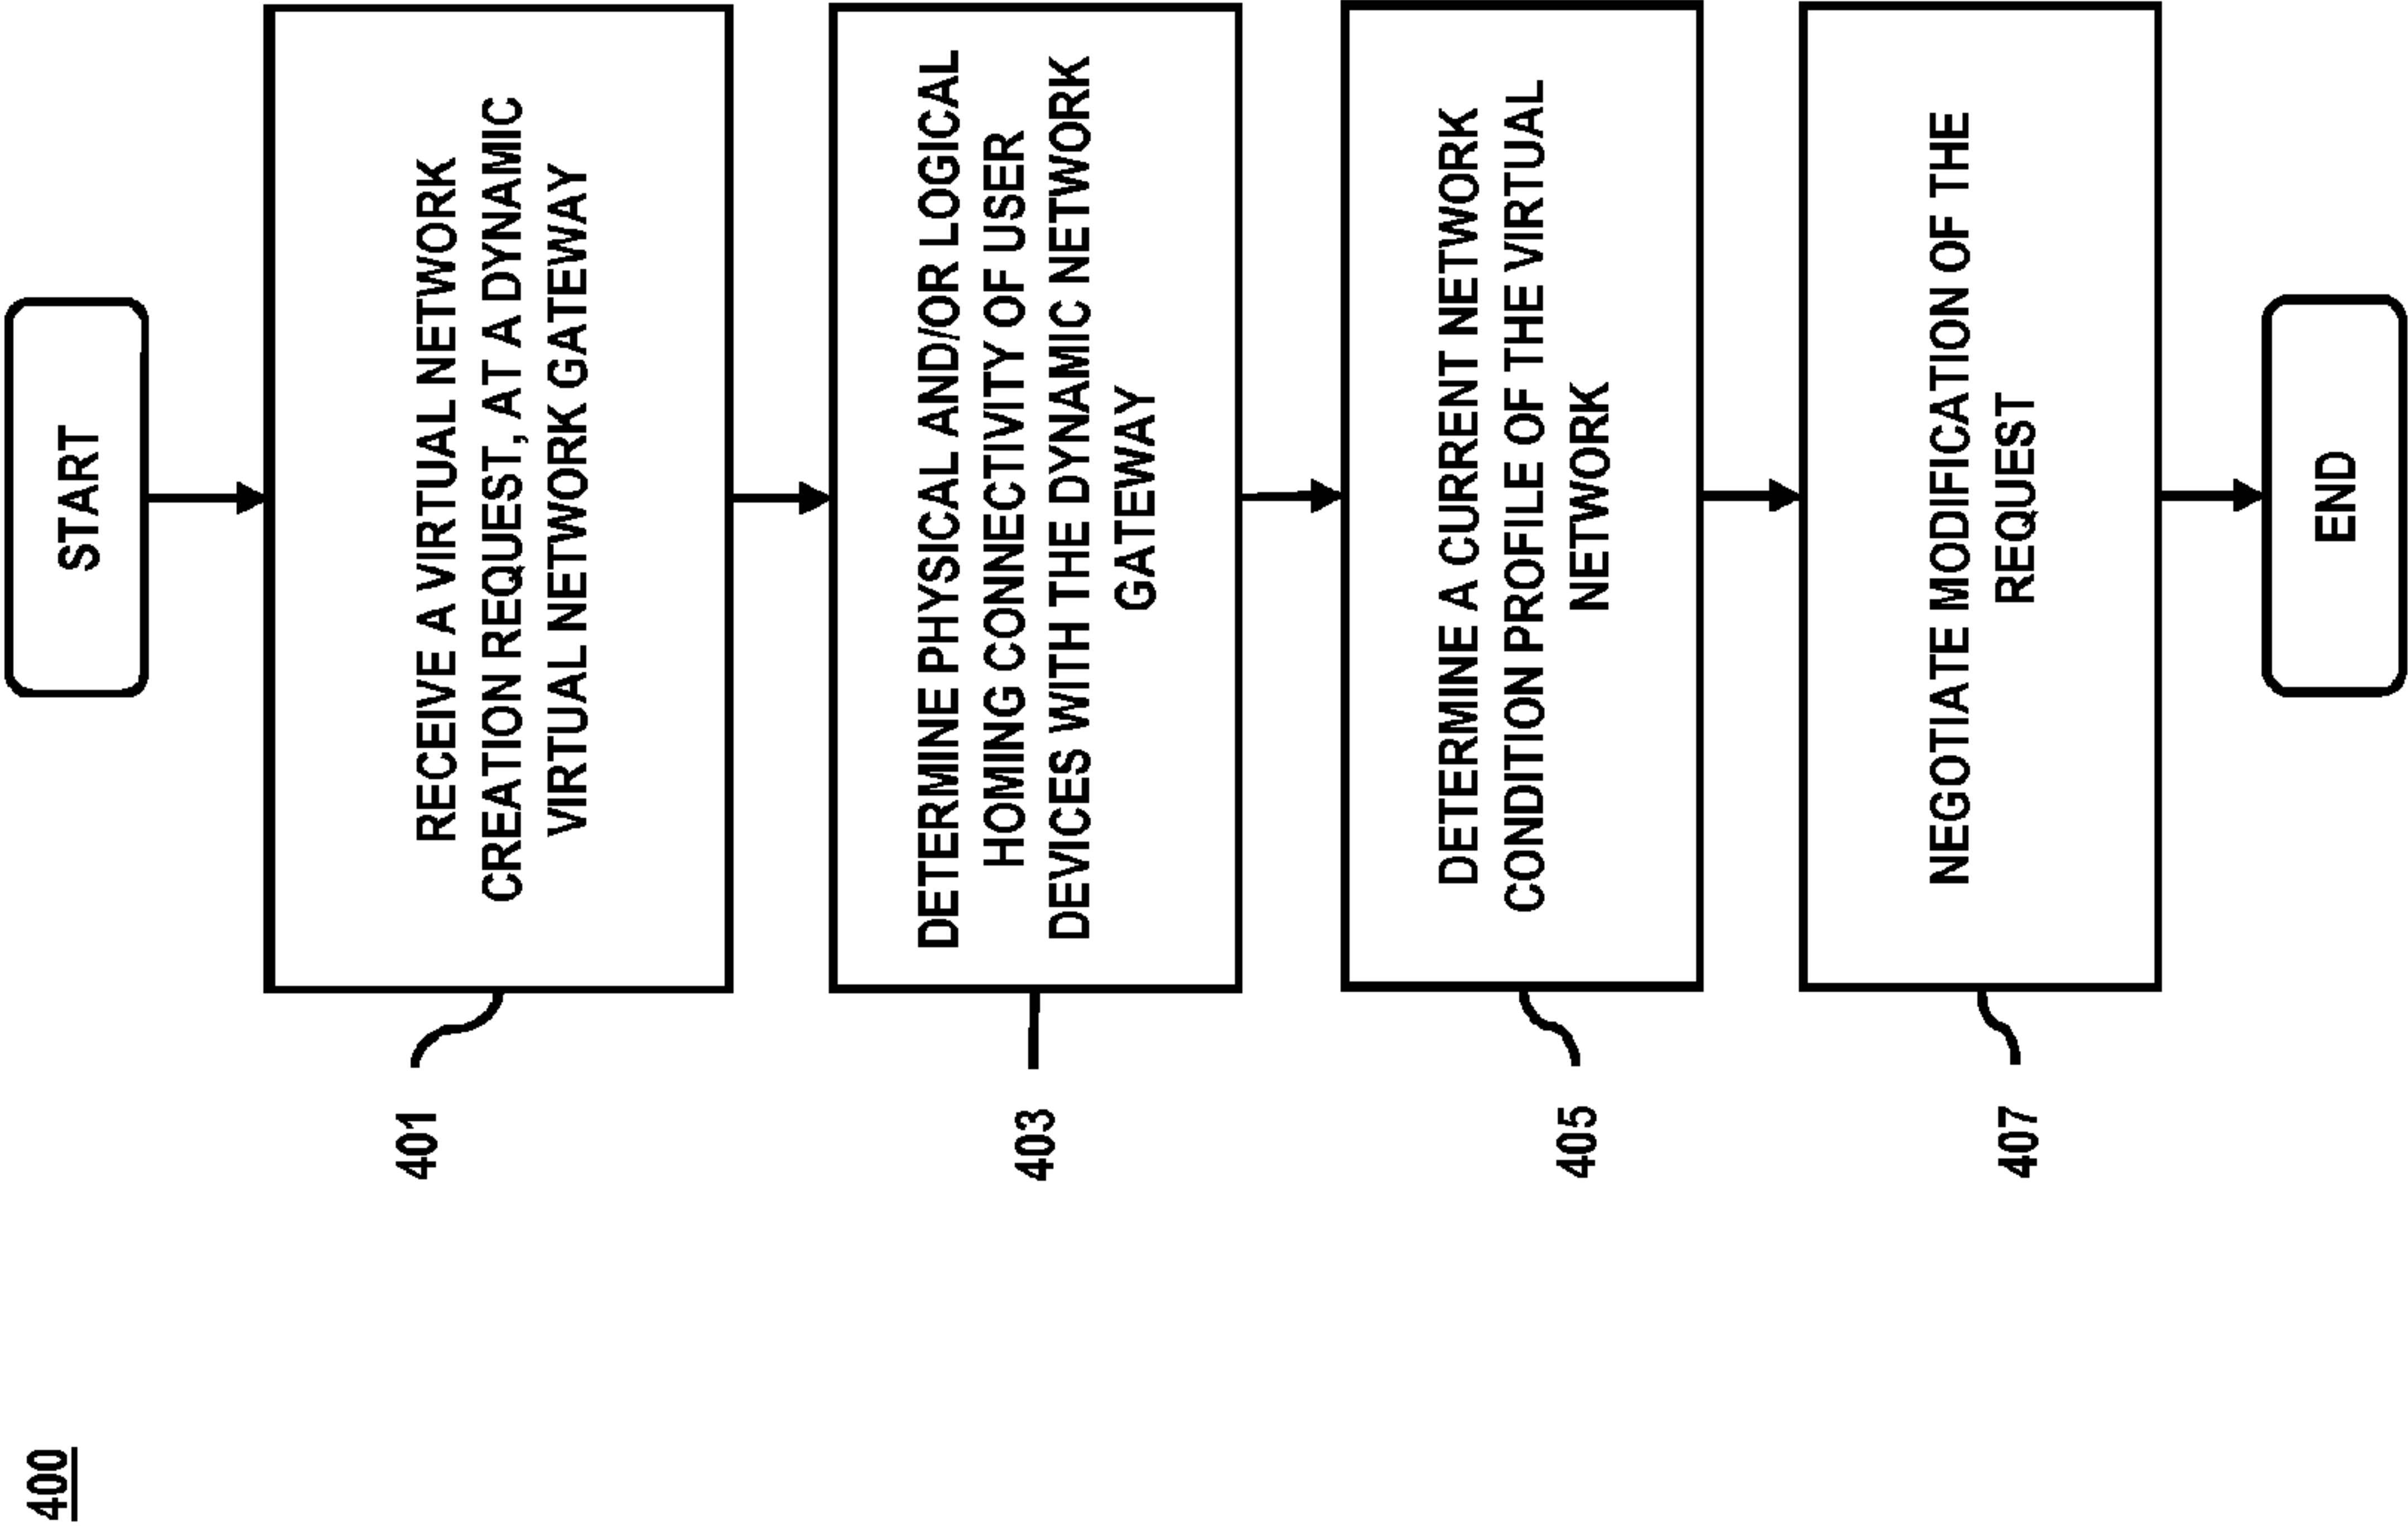 400
START
401
RECEIVE A VIRTUAL NETWORK
CREATION REQUEST, AT A DYNAMIC
VIRTUAL NETWORK GATEWAY
403
DETERMINE PHYSICAL AND/OR LOGICAL
HOMING CONNECTIVITY OF USER
DEVICES WITH THE DYNAMIC NETWORK
GATEWAY
405
DETERMINE A CURRENT NETWORK
CONDITION PROFILE OF THE VIRTUAL
NETWORK
407
NEGOTIATE MODIFICATION OF THE
REQUEST
END